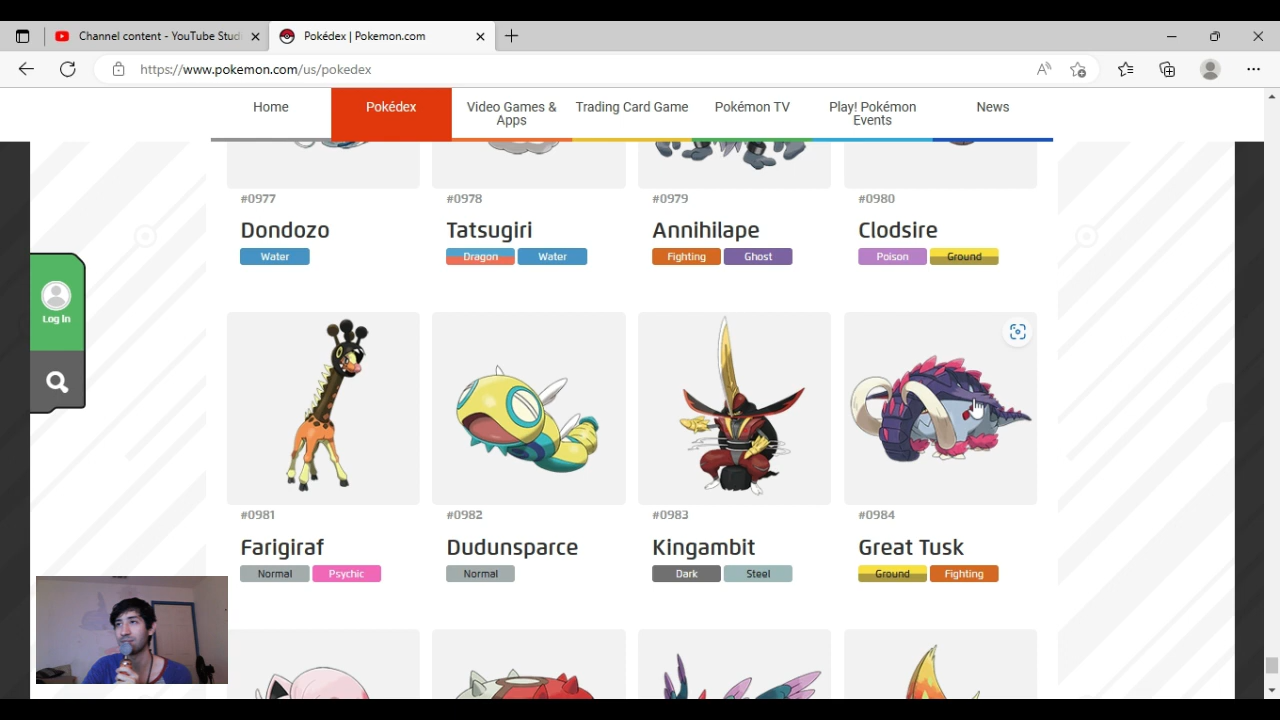 Channel content - YouTube Stud
Pokédex | Pokemon.com
https://www.pokemon.com/us/pokedex
Home
Pokédex
Video Games &
Apps
Trading Card Game
Pokémon TV
Play! Pokémon
Events
News
#0977
#0978
#0979
#0980
Dondozo
Tatsugiri
Annihilape
Clodsire
Water
Dragon
Water
Fighting
Ghost
Poison
Ground
Log In
#0981
#0982
#0983
#0984
Farigiraf
Dudunsparce
Kingambit
Great Tusk
Normal
Psychic
Normal
Dark
Steel
Ground
Fighting